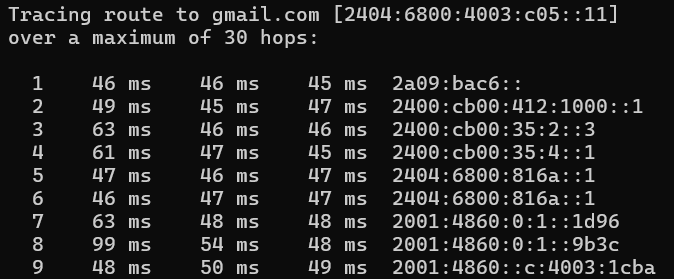 Tracing route to gmail.com [2404:6800:4003:c05::11]
over a maximum of 30 hops:
1 46 ms 46 ms 45 ms 2a09:bac6::
2 49 ms 45 ms 47 ms 2400:cb00:412:1000::1
3 63 ms 46 ms 46 ms 2400:cb00:35:2::3
4 61 ms 47 ms 45 ms 2400:cb00:35:4::1
5 47 ms 46 ms 47 ms 2404:6800:816a::1
6 46 ms 47 ms 47 ms 2404:6800:816a::1
7 63 ms 48 ms 48 ms 2001:4860:0:1::1d96
8 99 ms 54 ms 48 ms 2001:4860:0:1::9b3c
9 48 ms 50 ms 49 ms 2001:4860::c:4003:1cba